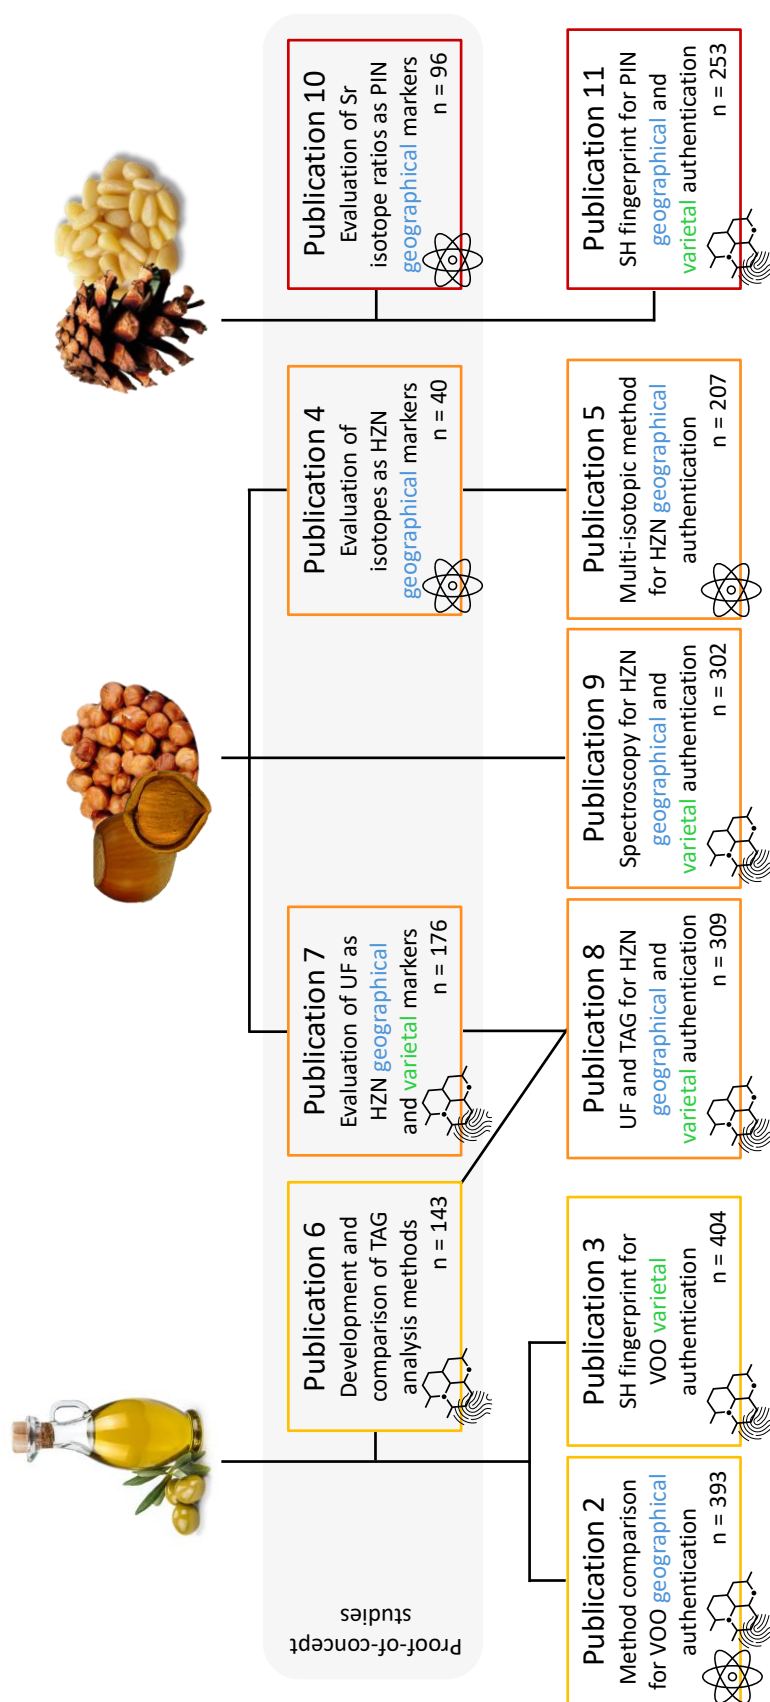 Proof-of-concept
studies
Publication 6
Development and
comparison of TAG
analysis methods
n = 143
Publication 7
Evaluation of UF as
HZN geographical
and varietal markers
n = 176
Publication 4
Evaluation of
isotopes as HZN
geographical markers
n = 40
Publication 10
Evaluation of Sr
isotope ratios as PIN
geographical markers
n = 96
Publication 2
Method comparison
for VOO geographical
authentication
n = 393
Publication 3
SH fingerprint for
VOO varietal
authentication
n = 404
Publication 8
UF and TAG for HZN
geographical and
varietal authentication
n = 309
Publication 9
Spectroscopy for HZN
geographical and
varietal authentication
n = 302
Publication 5
Multi-isotopic method
for HZN geographical
authentication
n = 207
Publication 11
SH fingerprint for PIN
geographical and
varietal authentication
n = 253